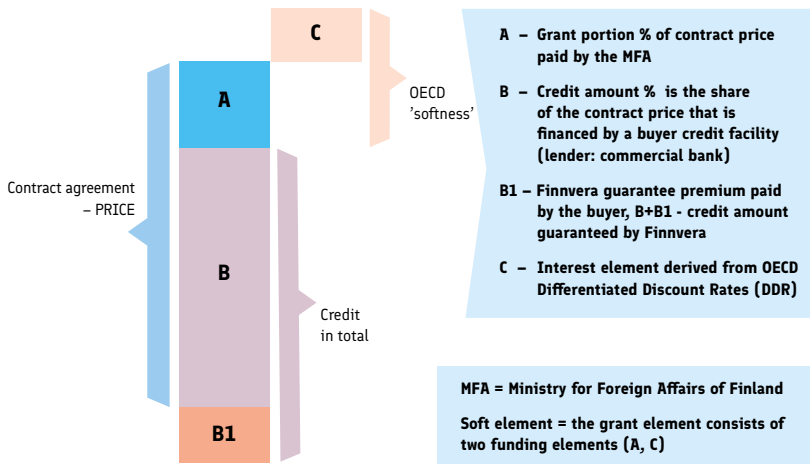 C
A
OECD
'softness'
Contract agreement
– PRICE
B
Credit
in total
B1
A – Grant portion % of contract price
paid by the MFA
B – Credit amount % is the share
of the contract price that is
financed by a buyer credit facility
(lender: commercial bank)
B1 – Finnvera guarantee premium paid
by the buyer, B+B1 - credit amount
guaranteed by Finnvera
C – Interest element derived from OECD
Differentiated Discount Rates (DDR)
MFA = Ministry for Foreign Affairs of Finland
Soft element = the grant element consists of
two funding elements (A, C)